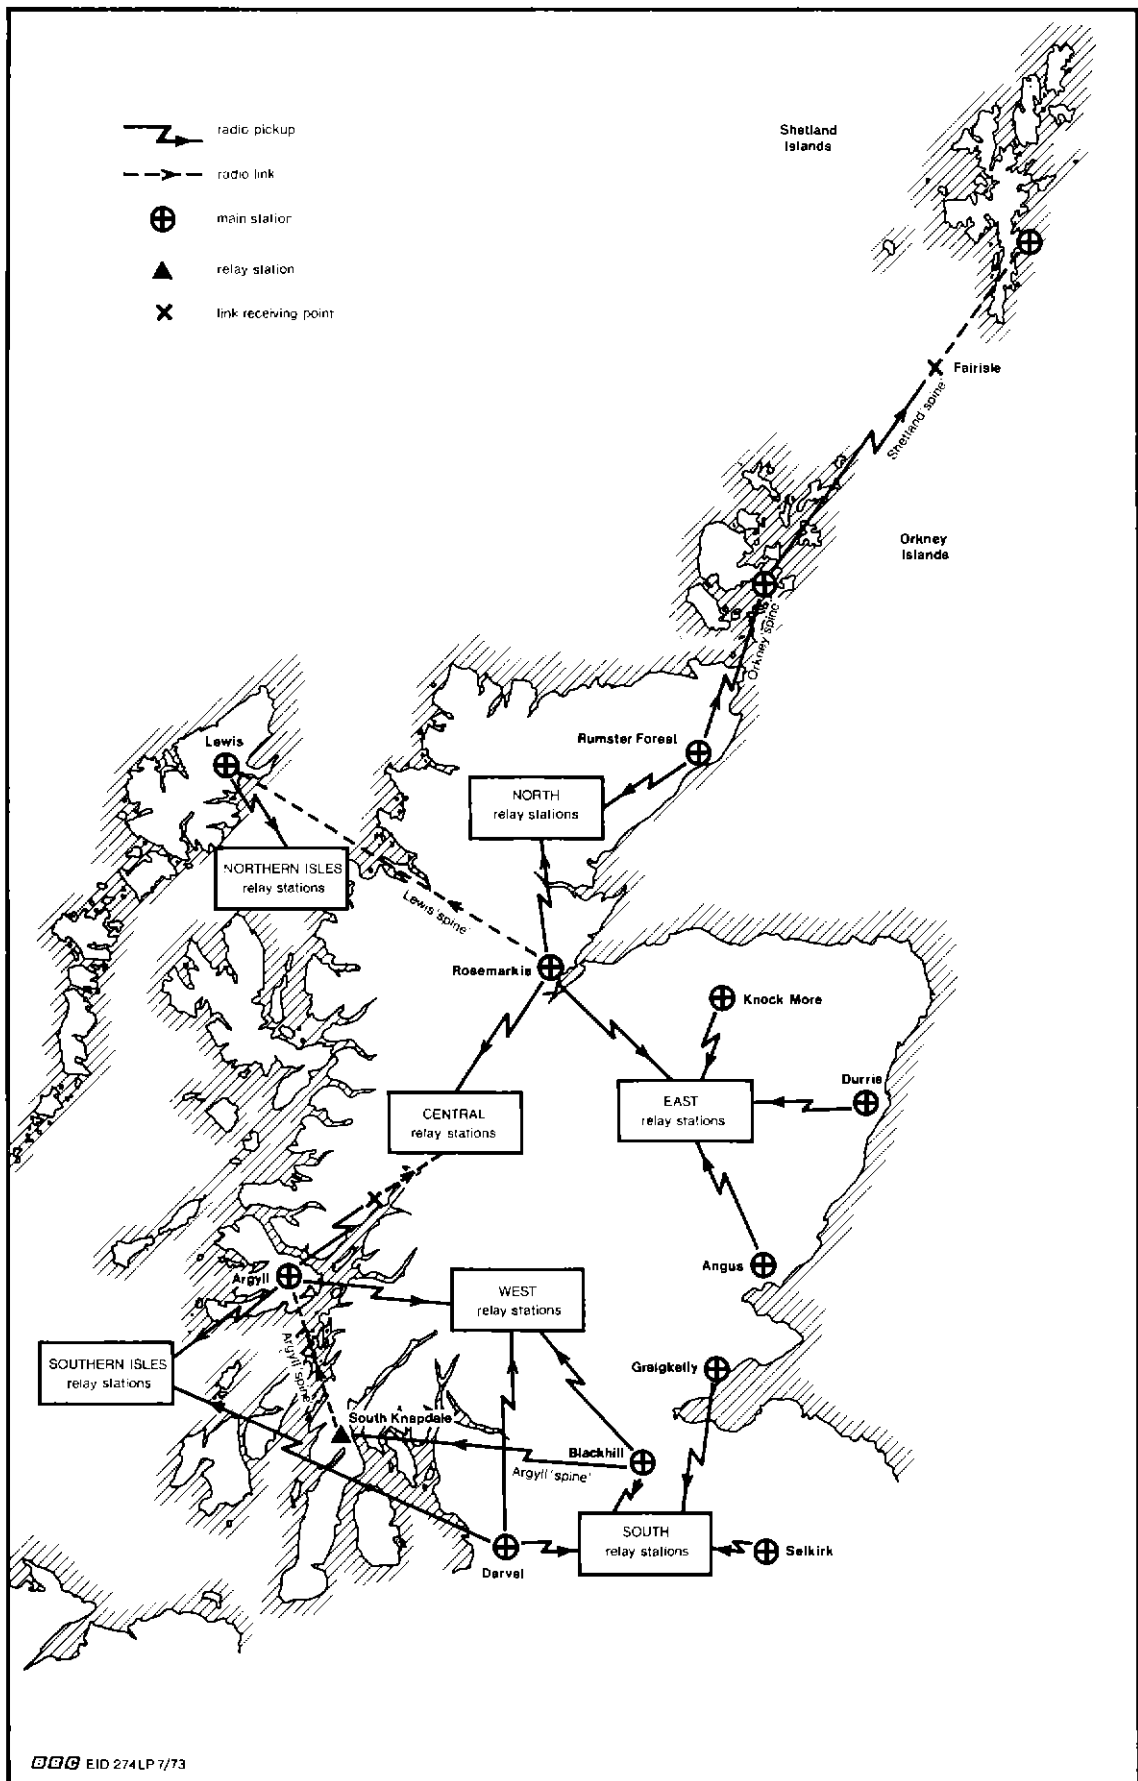 radio pickup
radio link
main station
relay station
link receiving point
Shetland
Islands
Fairisle
Shetland 'spine'
Orkney
Islands
Orkney 'spine'
Rumster Forest
Lewis
NORTH
relay stations
NORTHERN ISLES
relay stations
Lewis 'spine'
Rosemarkie
Knock More
Durris
EAST
relay stations
CENTRAL
relay stations
Angus
Argyll
WEST
relay stations
SOUTHERN ISLES
relay stations
Argyll 'spine'
Greigkelly
South Knapdale
Blackhill
Argyll 'spine'
SOUTH
relay stations
Darvel
Selkirk
BBC EID 274LP 7/73